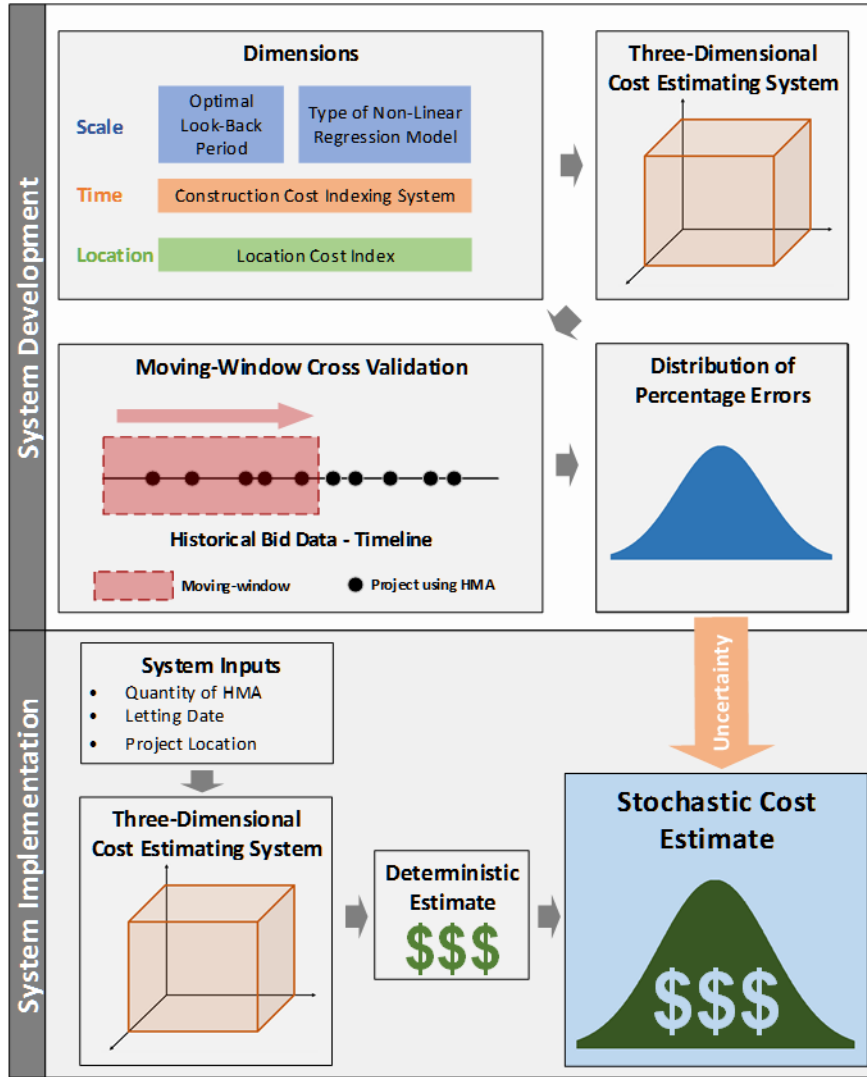 System Development
Dimensions
Scale
Optimal
Look-Back
Period
Type of Non-Linear
Regression Model
Time
Construction Cost Indexing System
Location
Location Cost Index
Three-Dimensional
Cost Estimating System
Moving-Window Cross Validation
Historical Bid Data - Timeline
Moving-window
Project using HMA
Distribution of
Percentage Errors
Uncertainty
System Implementation
System Inputs
• Quantity of HMA
• Letting Date
• Project Location
Three-Dimensional
Cost Estimating System
Deterministic
Estimate
$$$
Stochastic Cost
Estimate
$$$